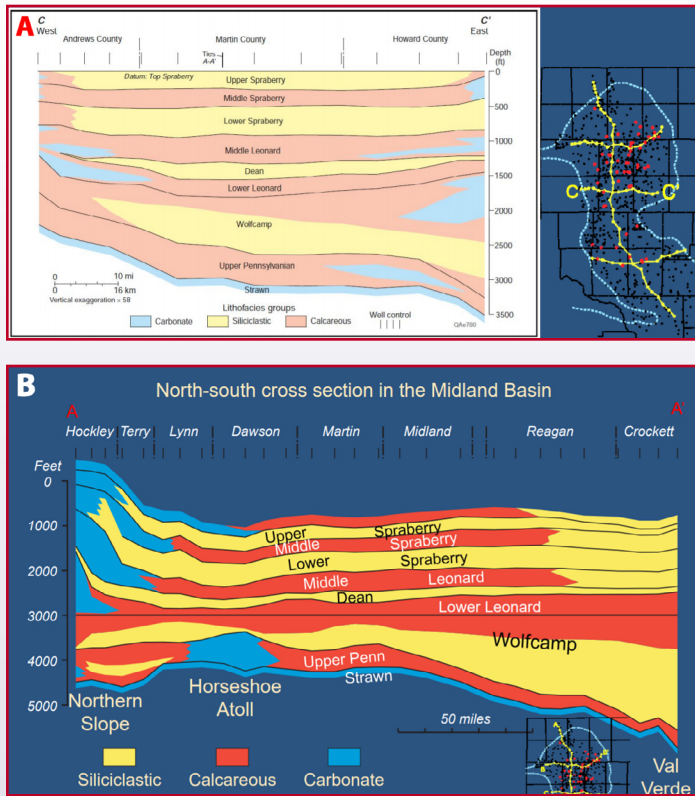 A
C
West
C'
East
Andrews County
Martin County
Howard County
Ties
A-A'
Depth
(ft)
Datum: Top Spraberry
Upper Spraberry
Middle Spraberry
Lower Spraberry
Middle Leonard
Dean
Lower Leonard
Wolfcamp
Upper Pennsylvanian
Strawn
0
500
1000
1500
2000
2500
3000
3500
0 10 mi
0 16 km
Vertical exaggeration = 58
Lithofacies groups
Carbonate Siliciclastic Calcareous
Well control
QAe780
C C'
B
North-south cross section in the Midland Basin
A A'
Hockley Terry Lynn Dawson Martin Midland Reagan Crockett
Feet
0
1000
2000
3000
4000
5000
Upper Spraberry
Middle Spraberry
Lower Spraberry
Middle Leonard
Dean
Lower Leonard
Wolfcamp
Upper Penn
Strawn
Northern
Slope
Horseshoe
Atoll
50 miles
Siliciclastic Calcareous Carbonate
Val
Verde